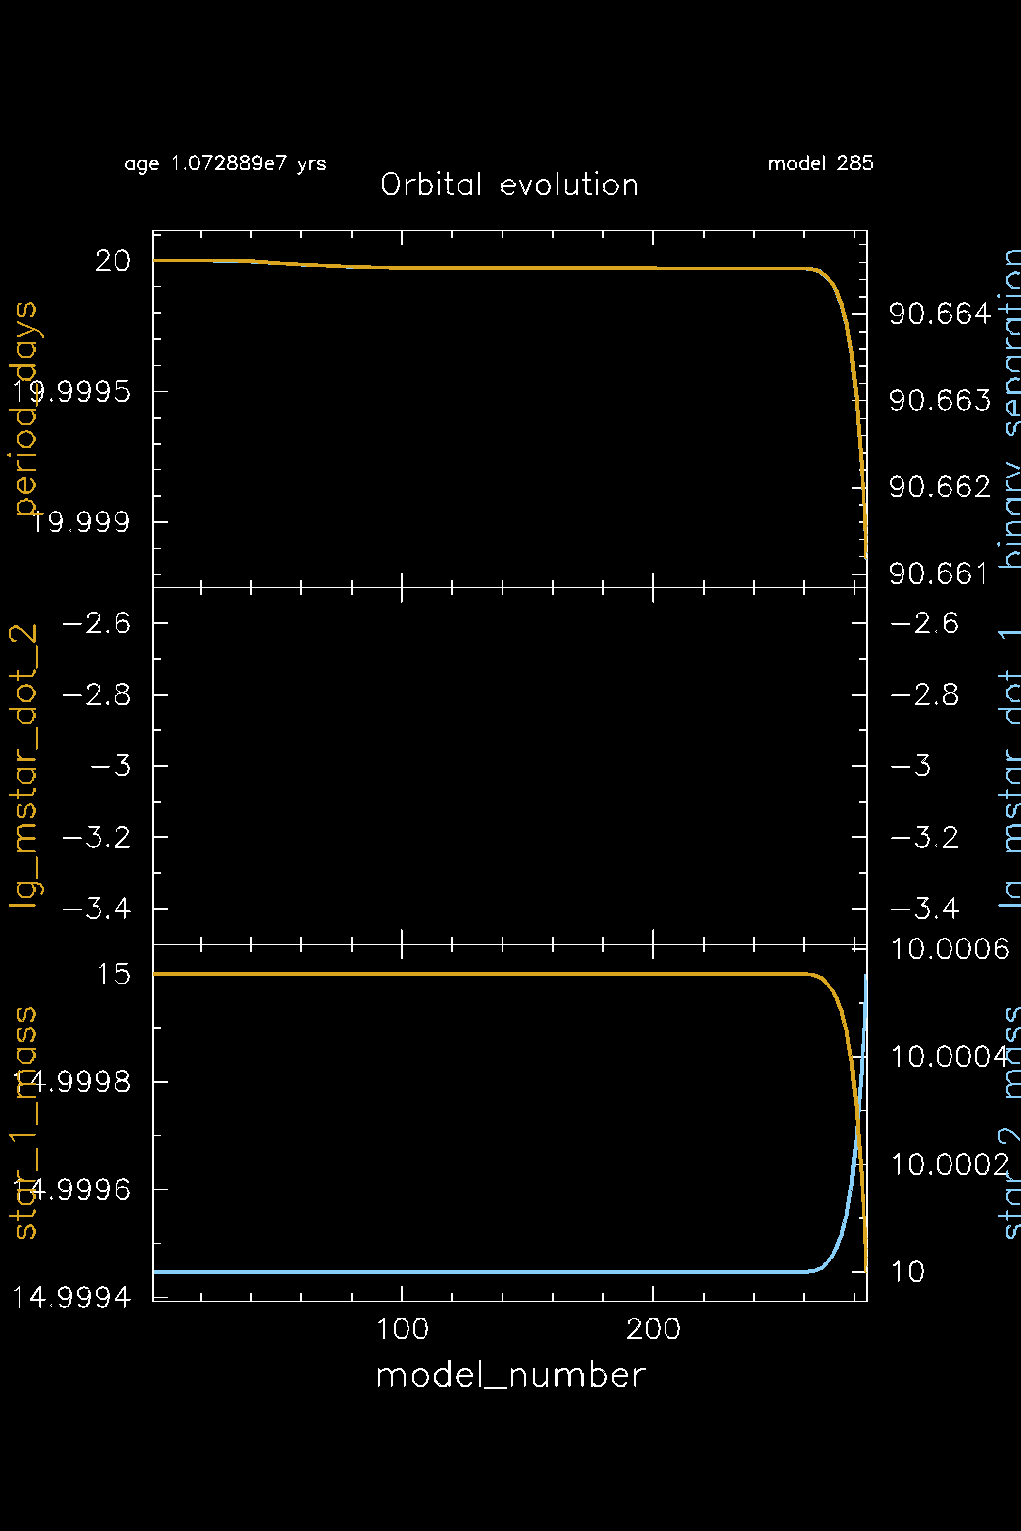 age 1.072889e7 yrs
model 285
Orbital evolution
period_days
20
19.9995
19.999
90.664
90.663
90.662
90.661
binary_separation
lg_mstar_dot_2
-2.6
-2.8
-3
-3.2
-3.4
-2.6
-2.8
-3
-3.2
-3.4
lg_mstar_dot_1
star_1_mass
15
14.9998
14.9996
14.9994
10.0006
10.0004
10.0002
10
star_2_mass
100
200
model_number